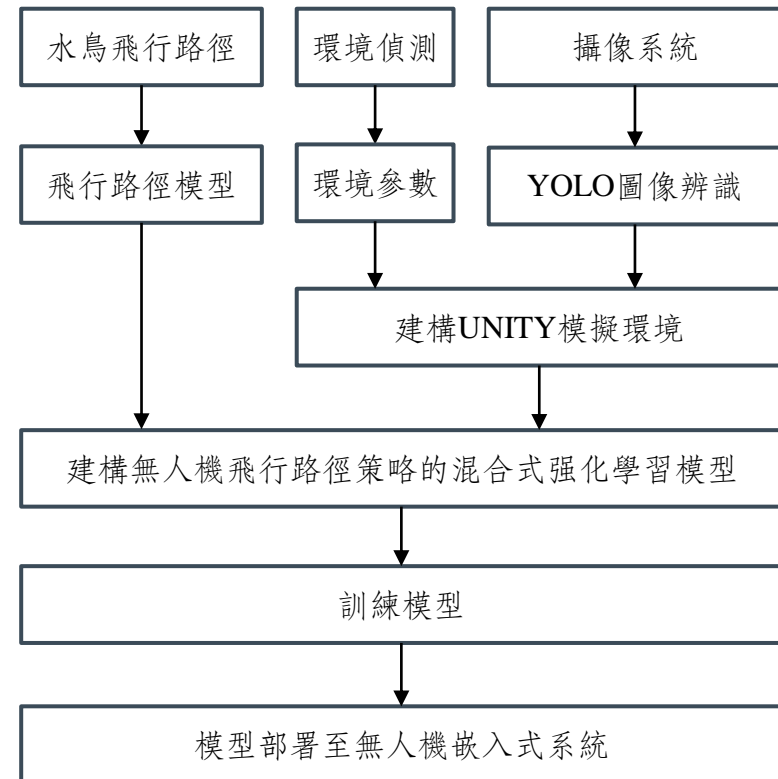 水鳥飛行路徑
環境偵測
攝像系統
飛行路徑模型
環境參數
YOLO圖像辨識
建構UNITY模擬環境
建構無人機飛行路徑策略的混合式强化學習模型
訓練模型
模型部署至無人機嵌入式系統